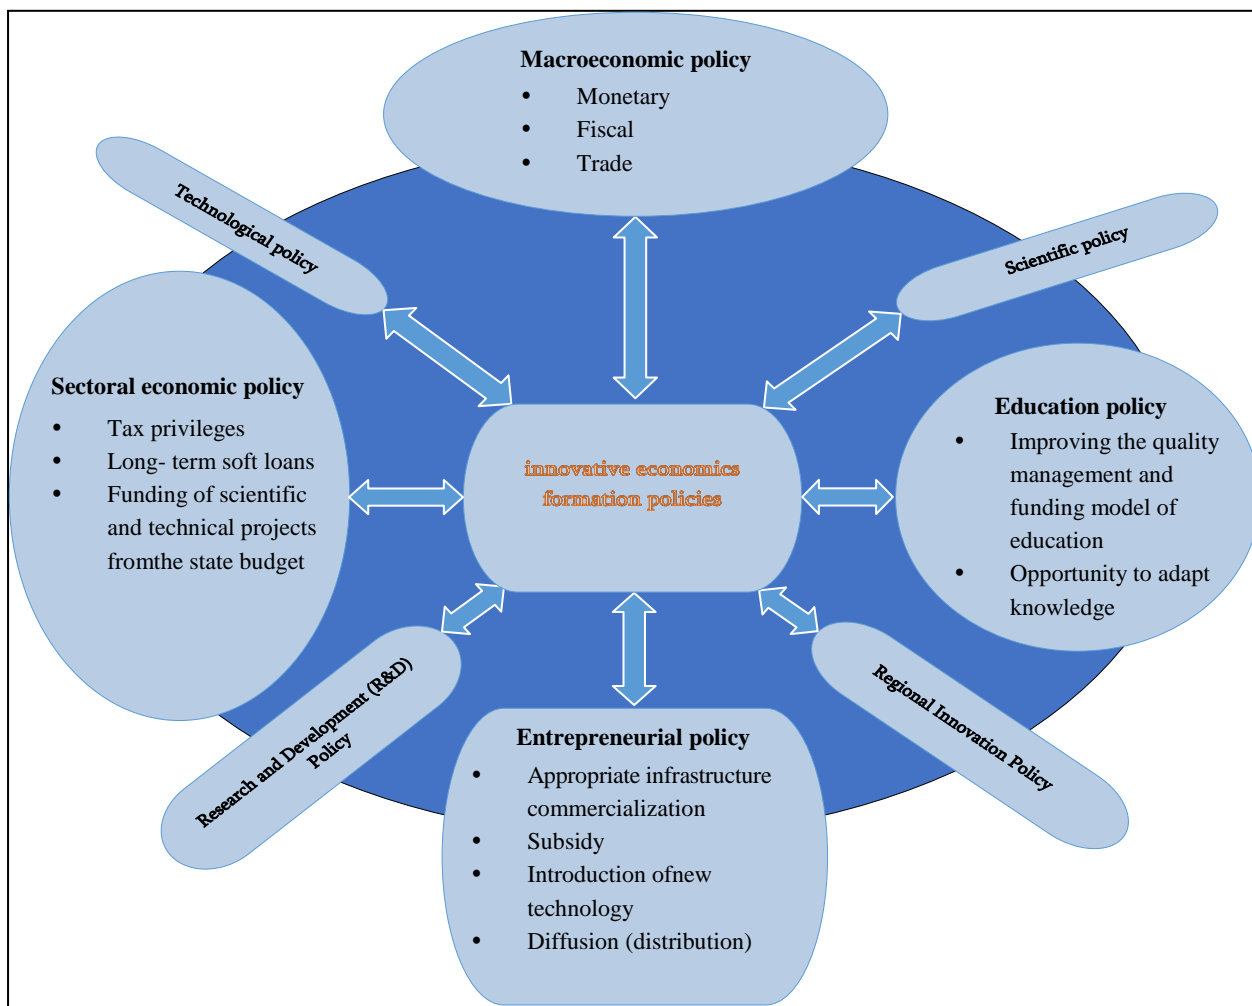 Macroeconomic policy
• Monetary
• Fiscal
• Trade
Technological policy
Scientific policy
Sectoral economic policy
• Tax privileges
• Long- term soft loans
• Funding of scientific
and technical projects
fromthe state budget
innovative economics
formation policies
Education policy
• Improving the quality
management and
funding model of
education
• Opportunity to adapt
knowledge
Research and Development (R&D)
Policy
Entrepreneurial policy
• Appropriate infrastructure
commercialization
• Subsidy
• Introduction ofnew
technology
• Diffusion (distribution)
Regional Innovation Policy